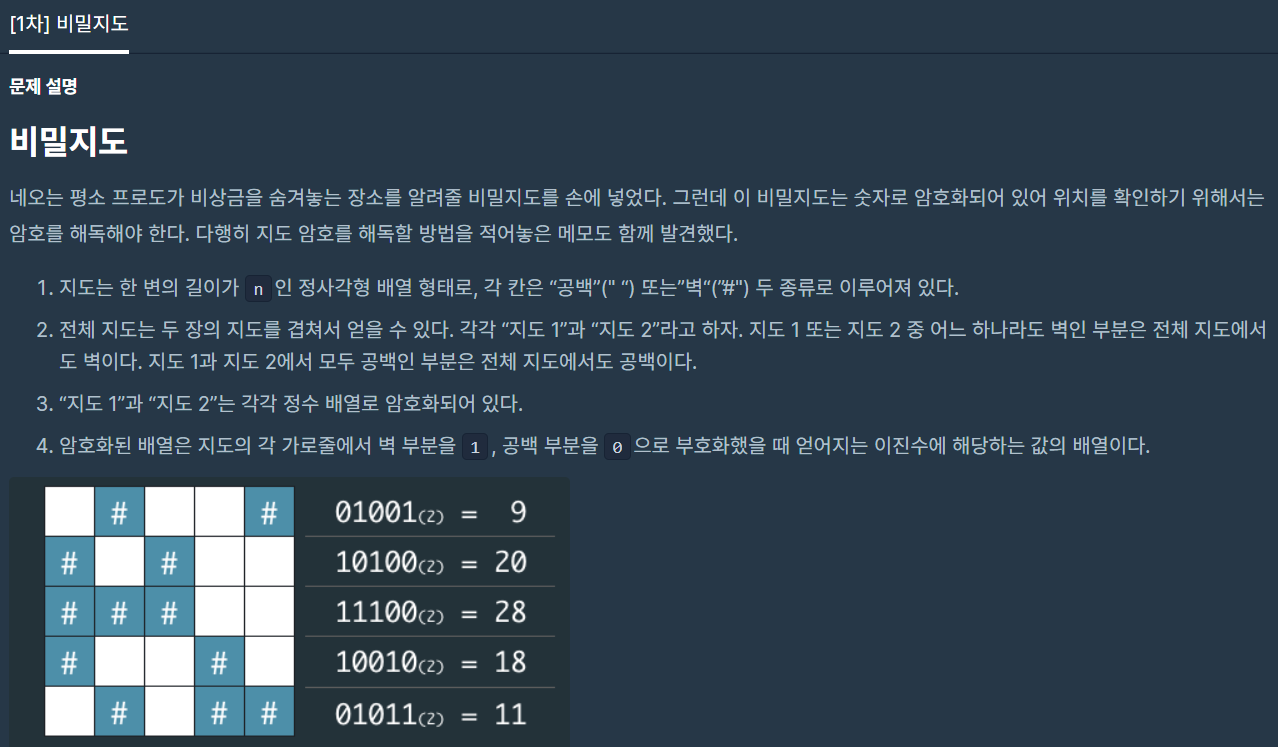 [1차] 비밀지도
문제 설명
비밀지도
네오는 평소 프로도가 비상금을 숨겨놓는 장소를 알려줄 비밀지도를 손에 넣었다. 그런데 이 비밀지도는 숫자로 암호화되어 있어 위치를 확인하기 위해서는
암호를 해독해야 한다. 다행히 지도 암호를 해독할 방법을 적어놓은 메모도 함께 발견했다.
1. 지도는 한 변의 길이가 n 인 정사각형 배열 형태로, 각 칸은 “공백”(" “) 또는”벽“(”#") 두 종류로 이루어져 있다.
2. 전체 지도는 두 장의 지도를 겹쳐서 얻을 수 있다. 각각 “지도 1”과 “지도 2”라고 하자. 지도 1 또는 지도 2 중 어느 하나라도 벽인 부분은 전체 지도에서
도 벽이다. 지도 1과 지도 2에서 모두 공백인 부분은 전체 지도에서도 공백이다.
3. “지도 1”과 “지도 2”는 각각 정수 배열로 암호화되어 있다.
4. 암호화된 배열은 지도의 각 가로줄에서 벽 부분을 1 , 공백 부분을 0 으로 부호화했을 때 얻어지는 이진수에 해당하는 값의 배열이다.
# # 01001(2) = 9
# # 10100(2) = 20
# # # 11100(2) = 28
# # 10010(2) = 18
# # # 01011(2) = 11